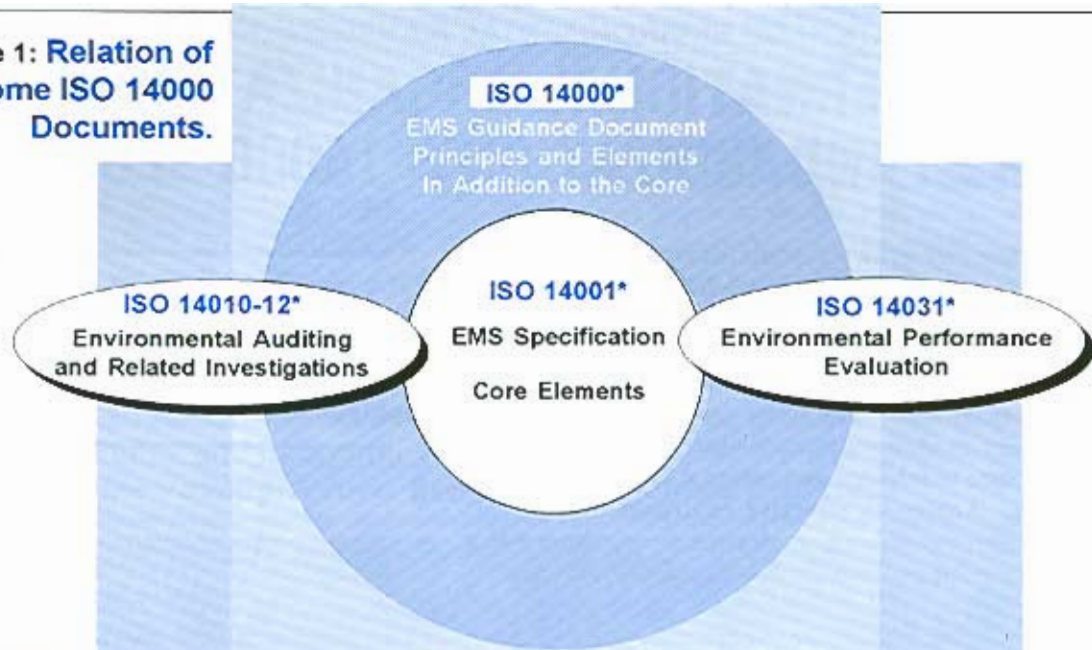 e 1: Relation of
ome ISO 14000
Documents.
ISO 14000*
EMS Guidance Document
Principles and Elements
In Addition to the Core
ISO 14010-12*
Environmental Auditing
and Related Investigations
ISO 14001*
EMS Specification
Core Elements
ISO 14031*
Environmental Performance
Evaluation